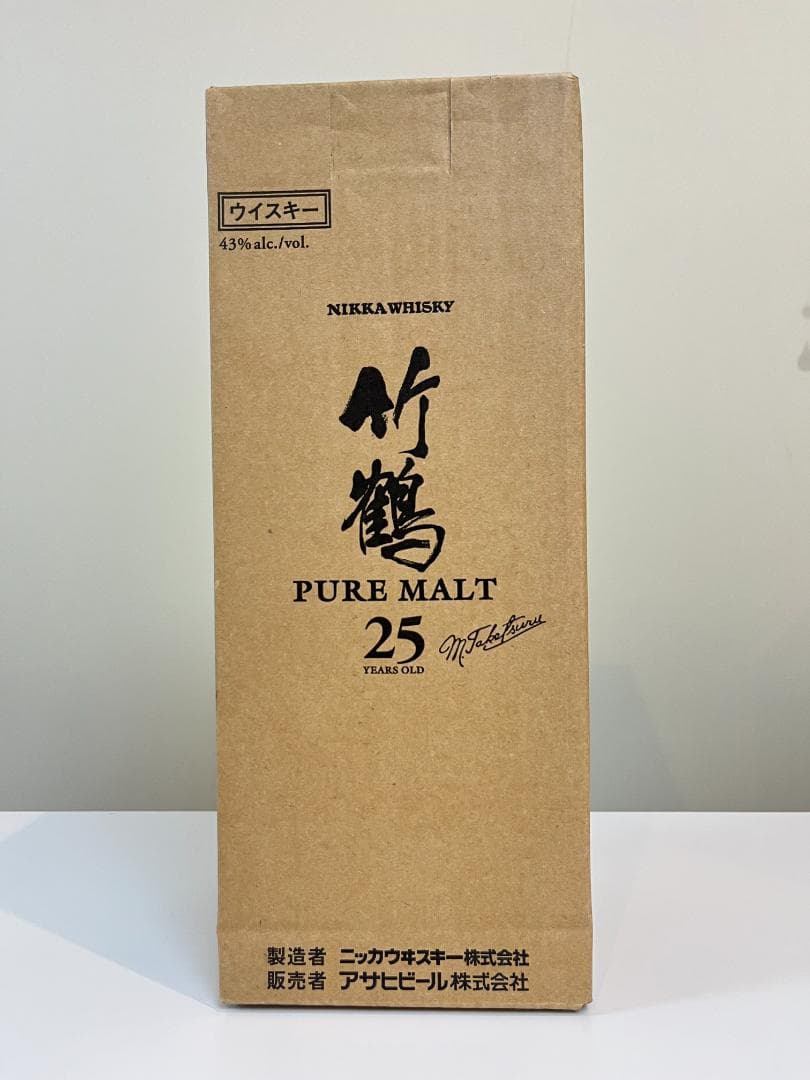 ウイスキー
43% alc./vol.
NIKKA WHISKY
竹
鶴
PURE MALT
25
YEARS OLD
M.Taketsuru
製造者 ニッカウヰスキー株式会社
販売者 アサヒビール株式会社